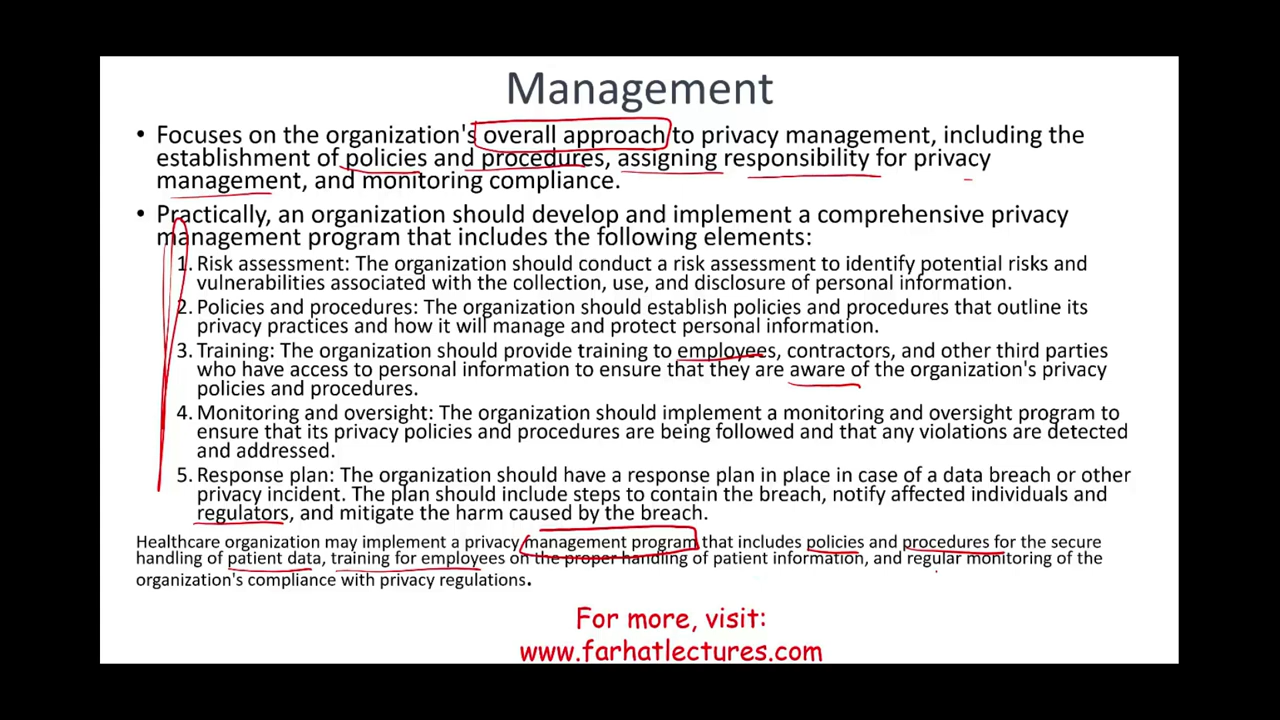 Management
• Focuses on the organization's overall approach to privacy management, including the
establishment of policies and procedures, assigning responsibility for privacy
management, and monitoring compliance.
• Practically, an organization should develop and implement a comprehensive privacy
management program that includes the following elements:
1. Risk assessment: The organization should conduct a risk assessment to identify potential risks and
vulnerabilities associated with the collection, use, and disclosure of personal information.
2. Policies and procedures: The organization should establish policies and procedures that outline its
privacy practices and how it will manage and protect personal information.
3. Training: The organization should provide training to employees, contractors, and other third parties
who have access to personal information to ensure that they are aware of the organization's privacy
policies and procedures.
4. Monitoring and oversight: The organization should implement a monitoring and oversight program to
ensure that its privacy policies and procedures are being followed and that any violations are detected
and addressed.
5. Response plan: The organization should have a response plan in place in case of a data breach or other
privacy incident. The plan should include steps to contain the breach, notify affected individuals and
regulators, and mitigate the harm caused by the breach.
Healthcare organization may implement a privacy management program that includes policies and procedures for the secure
handling of patient data, training for employees on the proper handling of patient information, and regular monitoring of the
organization's compliance with privacy regulations.
For more, visit:
www.farhatlectures.com